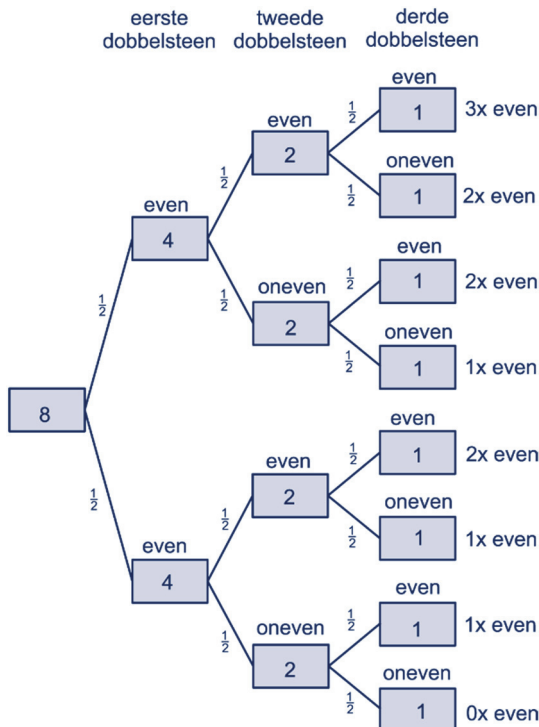 eerste dobbelsteen
tweede dobbelsteen
derde dobbelsteen
even
1/2
1
3x even
even
1/2
2
oneven
1/2
1
2x even
even
1/2
4
even
1/2
1
2x even
oneven
1/2
2
oneven
1/2
1
1x even
1/2
8
1/2
even
1/2
1
2x even
even
1/2
2
oneven
1/2
1
1x even
even
4
even
1/2
1
1x even
oneven
1/2
2
oneven
1/2
1
0x even